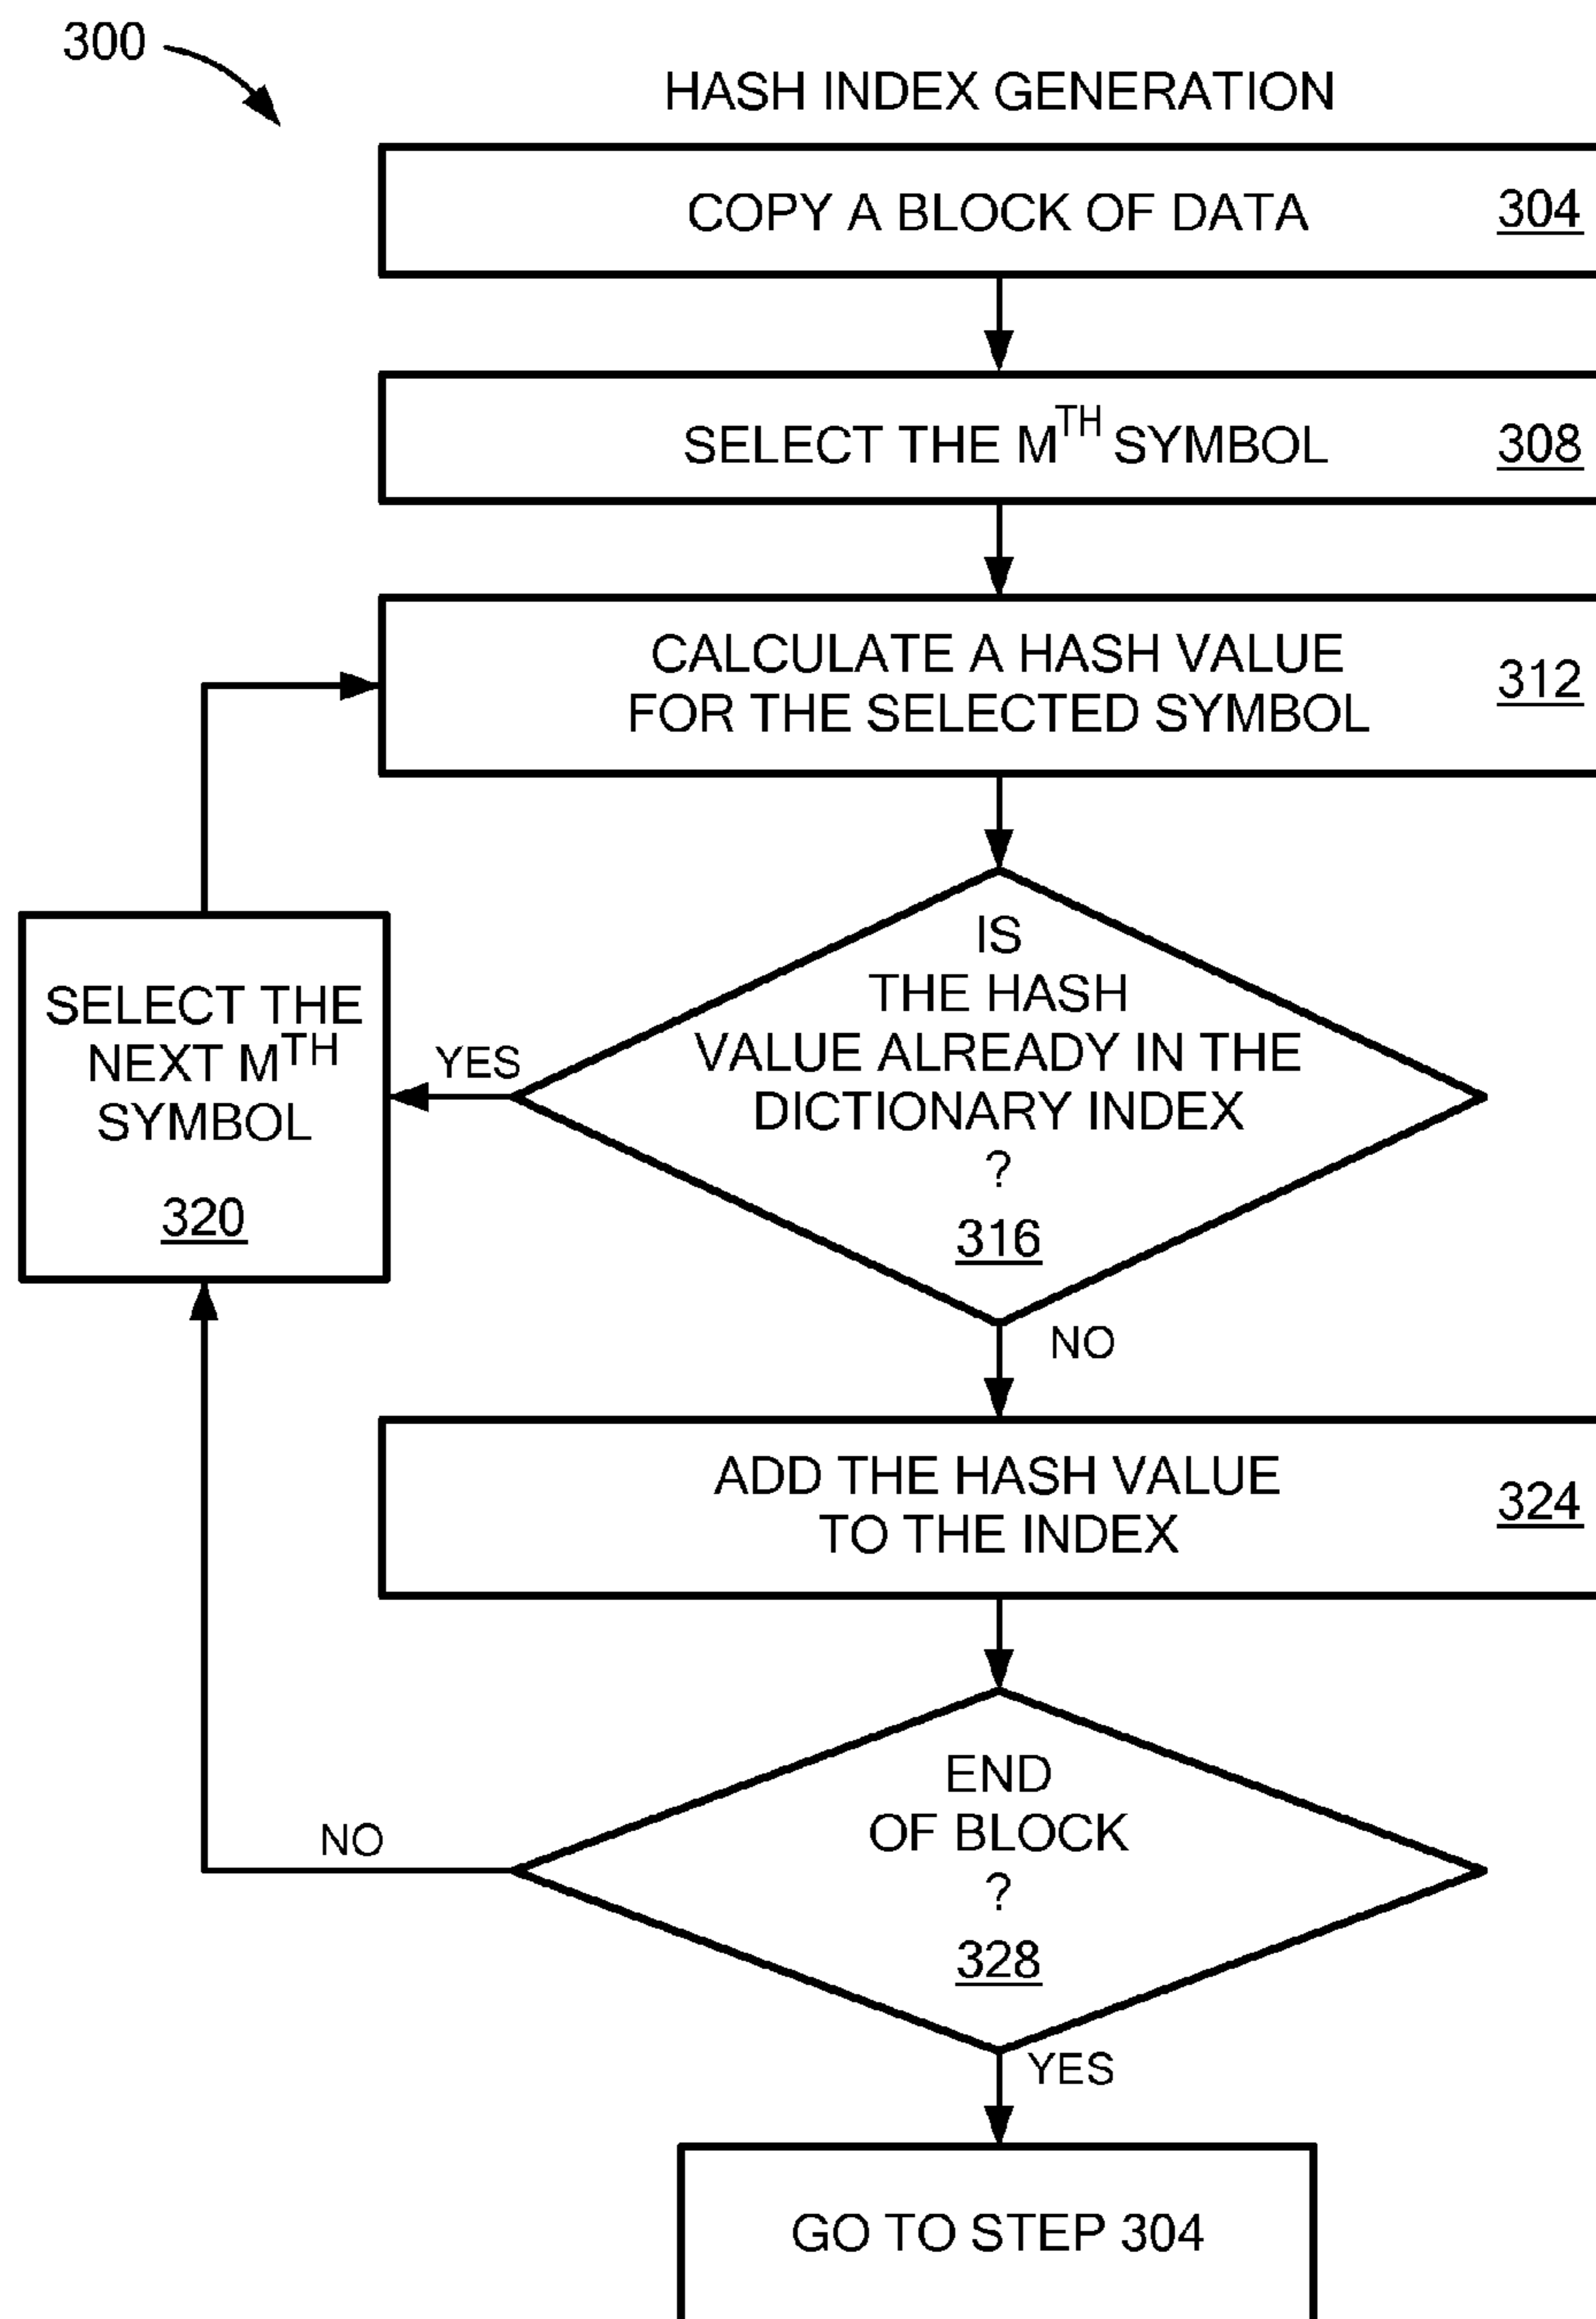 300
HASH INDEX GENERATION
COPY A BLOCK OF DATA 304
SELECT THE MTH SYMBOL 308
CALCULATE A HASH VALUE
FOR THE SELECTED SYMBOL
312
IS
THE HASH
VALUE ALREADY IN THE
DICTIONARY INDEX
?
316
YES
SELECT THE
NEXT MTH
SYMBOL
320
NO
ADD THE HASH VALUE
TO THE INDEX
324
END
OF BLOCK
?
328
NO
YES
GO TO STEP 304